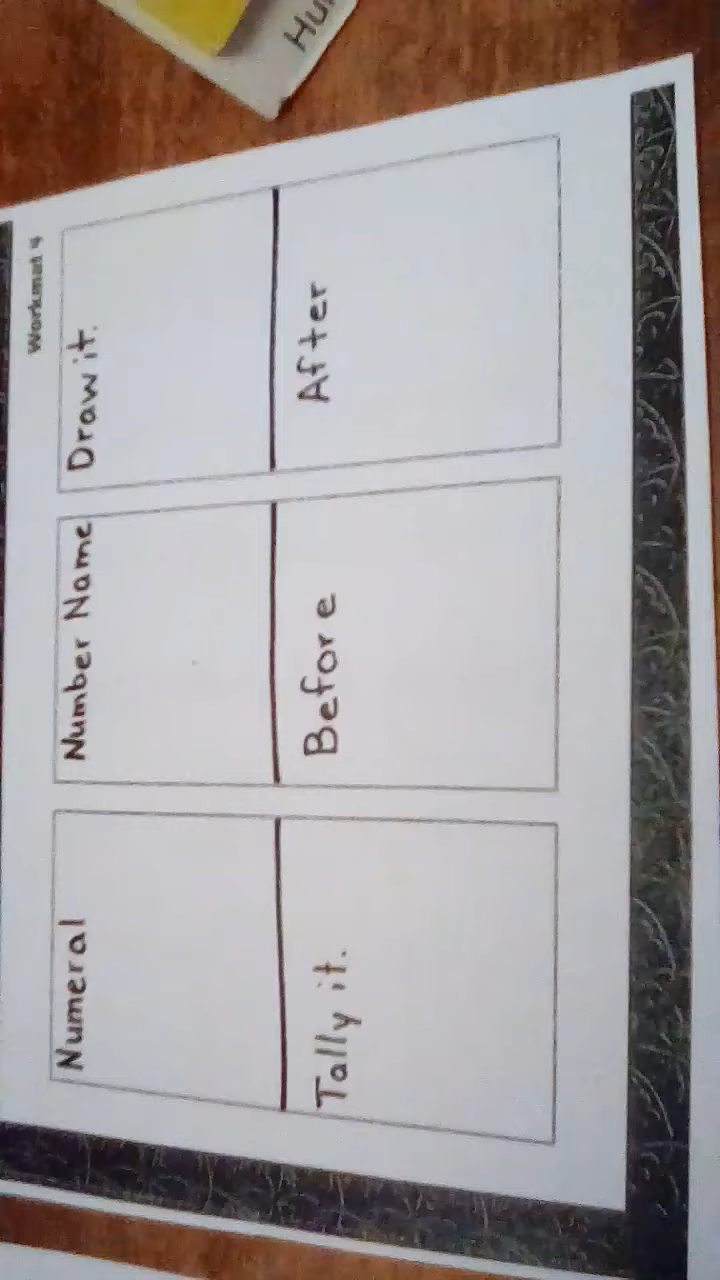 Workmat 4
Numeral
Number Name
Draw it.
Tally it.
Before
After